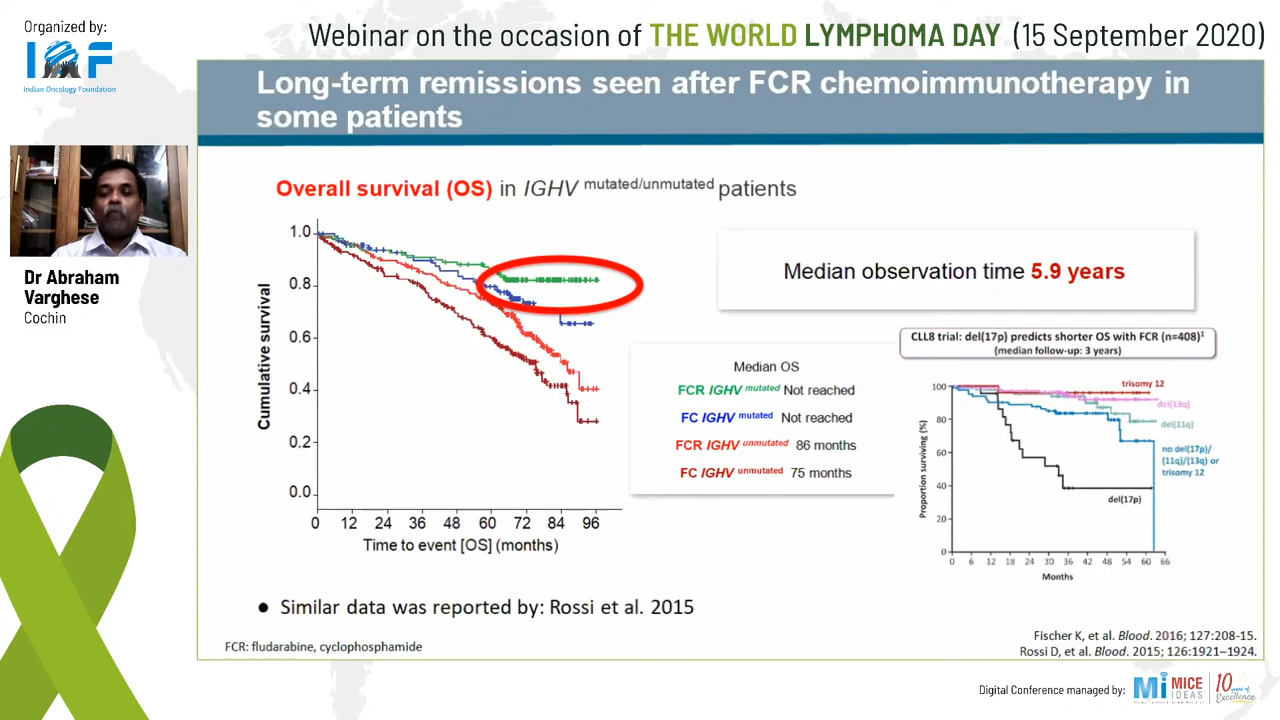 Organized by:
IOF
Indian Oncology Foundation
Webinar on the occasion of THE WORLD LYMPHOMA DAY (15 September 2020)
Long-term remissions seen after FCR chemoimmunotherapy in
some patients
Dr Abraham
Varghese
Cochin
Overall survival (OS) in IGHV mutated/unmutated patients
Cumulative survival
1.0
0.8
0.6
0.4
0.2
0.0
0 12 24 36 48 60 72 84 96
Time to event [OS] (months)
Median observation time 5.9 years
Median OS
FCR IGHV mutated Not reached
FC IGHV mutated Not reached
FCR IGHV unmutated 86 months
FC IGHV unmutated 75 months
CLL8 trial: del(17p) predicts shorter OS with FCR (n=408)1
(median follow-up: 3 years)
Proportion surviving (%)
100
80
60
40
20
0
trisomy 12
del(13q)
del(11q)
no del(17p)/
(11q)/(13q) or
trisomy 12
del(17p)
0 6 12 18 24 30 36 42 48 54 60 66
Months
● Similar data was reported by: Rossi et al. 2015
FCR: fludarabine, cyclophosphamide
Fischer K, et al. Blood. 2016; 127:208-15.
Rossi D, et al. Blood. 2015; 126:1921–1924.
Digital Conference managed by:
Mi MICE
IDEAS
10 years of
Excellence